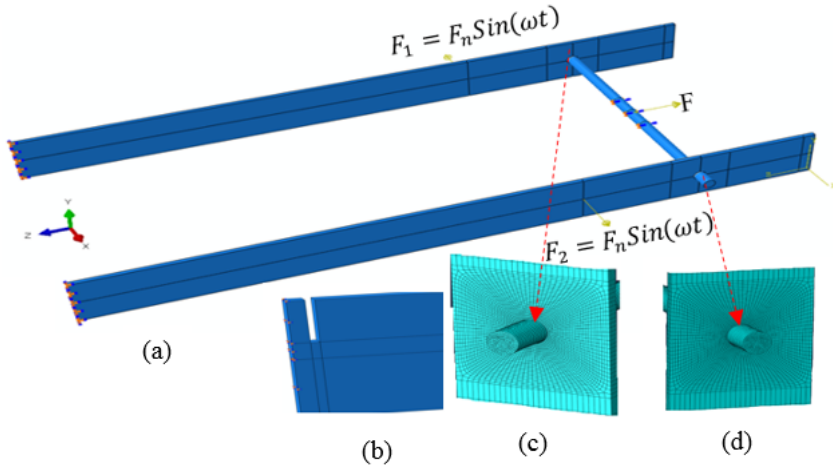 F₁ = FₙSin(ωt)
F
Y
Z
X
F₂ = FₙSin(ωt)
(a)
(b)
(c)
(d)